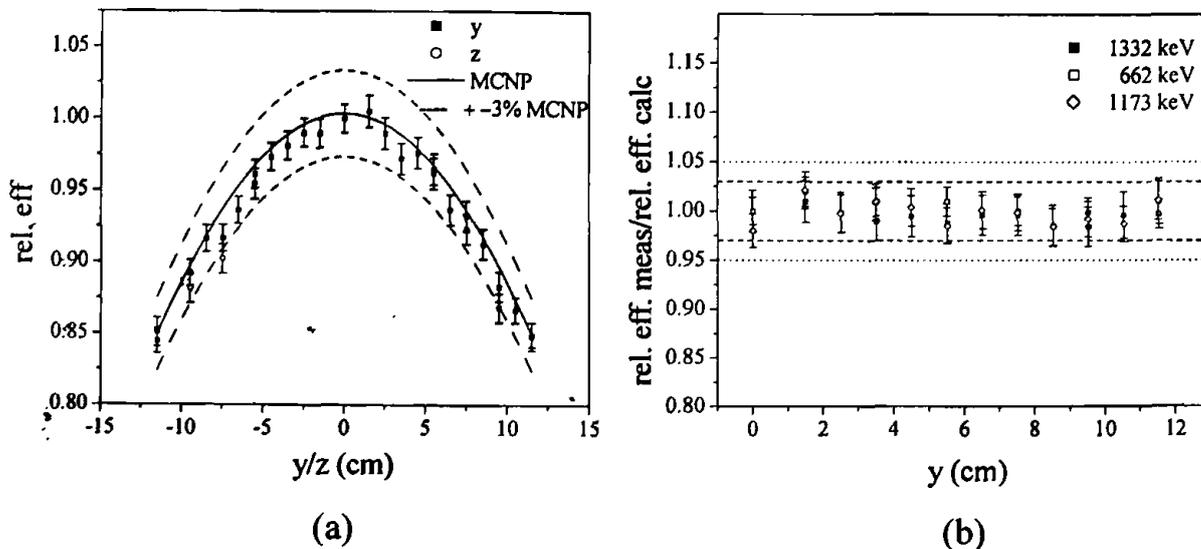 1.05
1.00
0.95
0.90
0.85
0.80
rel. eff
y
z
MCNP
+ -3% MCNP
-15 -10 -5 0 5 10 15
y/z (cm)
(a)
1.15
1.10
1.05
1.00
0.95
0.90
0.85
0.80
rel. eff. meas/rel. eff. calc
1332 keV
662 keV
1173 keV
0 2 4 6 8 10 12
y (cm)
(b)